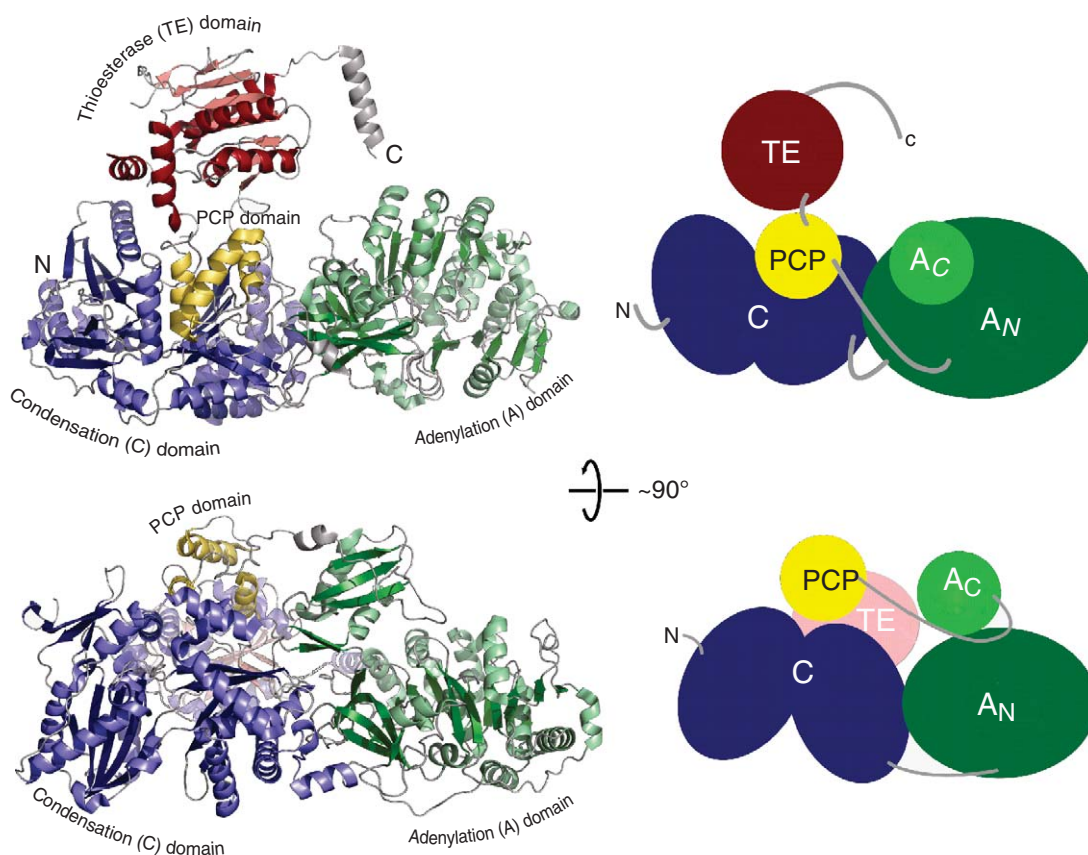 Thioesterase (TE) domain
C
PCP domain
N
Condensation (C) domain
Adenylation (A) domain
TE
c
PCP
AC
N
C
AN
~90°
PCP domain
Condensation (C) domain
Adenylation (A) domain
PCP
AC
TE
N
C
AN